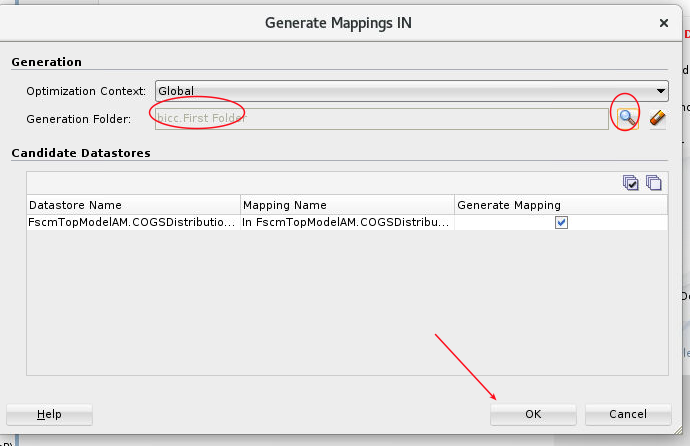 Generate Mappings IN
Generation
Optimization Context: Global
Generation Folder: bicc.First Folder
Candidate Datastores
Datastore Name Mapping Name Generate Mapping
FscmTopModelAM.COGSDistributio... In FscmTopModelAM.COGSDistribu...
Help OK Cancel